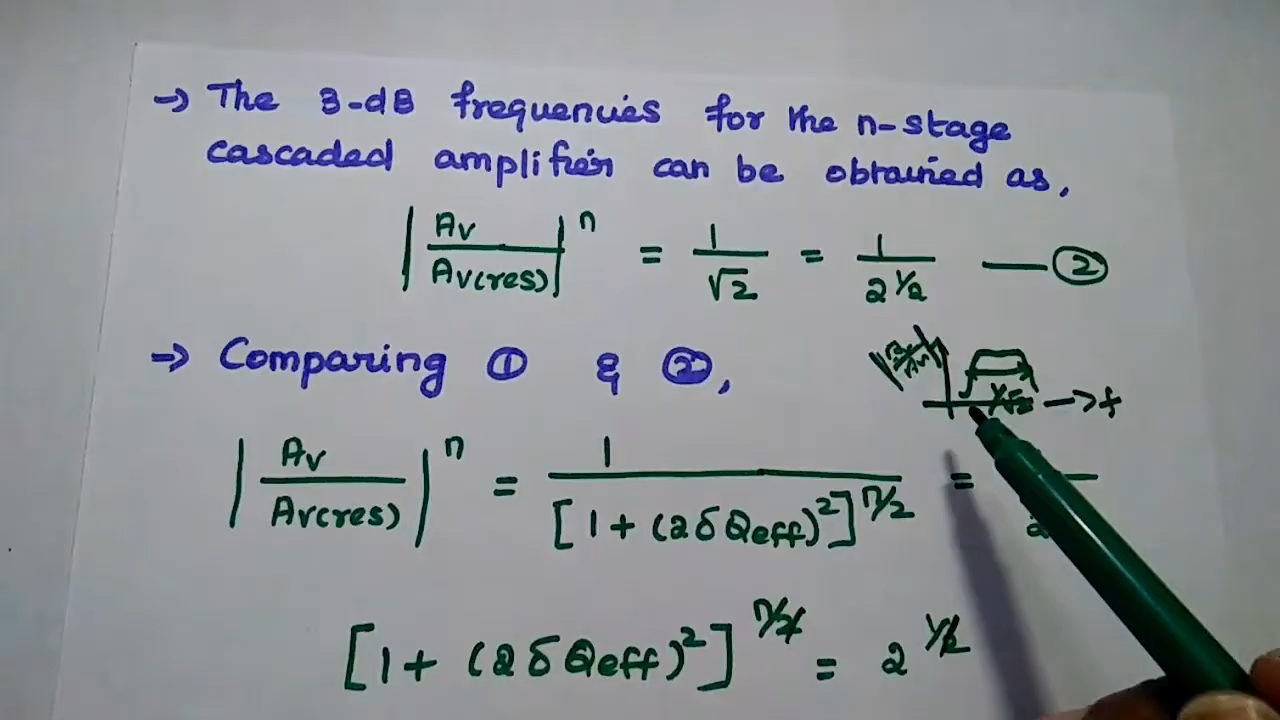 → The 3-dB frequencies for the n-stage
cascaded amplifier can be obtained as,
|Av / Av(res)|^n = 1/√2 = 1/2^1/2 — ②
→ Comparing ① & ②,
1/√2 → f
|Av / Av(res)|^n = 1 / [1 + (2δQeff)^2]^n/2 =
[1 + (2δQeff)^2]^n/2 = 2^1/2